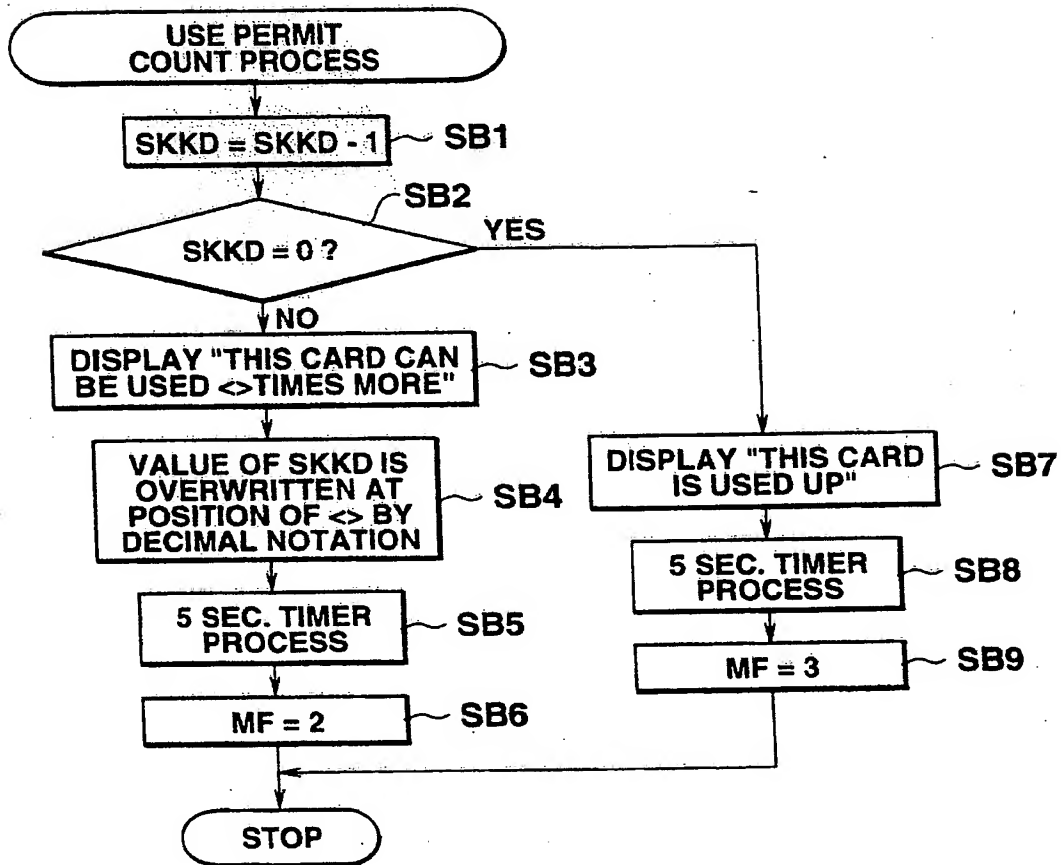 USE PERMIT
COUNT PROCESS
SKKD = SKKD - 1
SB1
SB2
SKKD = 0 ?
YES
NO
DISPLAY "THIS CARD CAN
BE USED <>TIMES MORE"
SB3
VALUE OF SKKD IS
OVERWRITTEN AT
POSITION OF <> BY
DECIMAL NOTATION
SB4
5 SEC. TIMER
PROCESS
SB5
MF = 2
SB6
DISPLAY "THIS CARD
IS USED UP"
SB7
5 SEC. TIMER
PROCESS
SB8
MF = 3
SB9
STOP